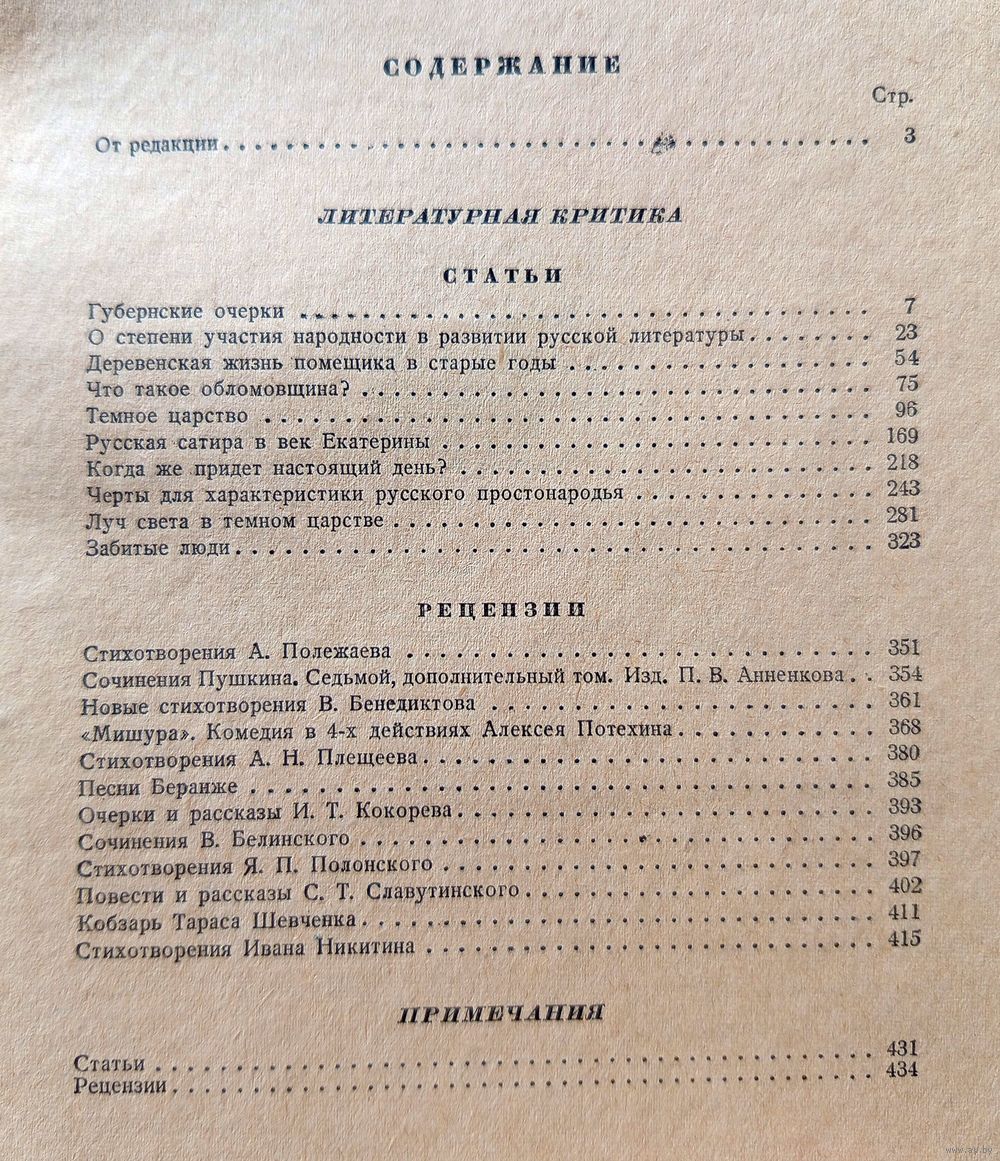 СОДЕРЖАНИЕ
Стр.
От редакции 3
ЛИТЕРАТУРНАЯ КРИТИКА
СТАТЬИ
Губернские очерки 7
О степени участия народности в развитии русской литературы 23
Деревенская жизнь помещика в старые годы 54
Что такое обломовщина? 75
Темное царство 96
Русская сатира в век Екатерины 169
Когда же придет настоящий день? 218
Черты для характеристики русского простонародья 243
Луч света в темном царстве 281
Забитые люди 323
РЕЦЕНЗИИ
Стихотворения А. Полежаева 351
Сочинения Пушкина. Седьмой, дополнительный том. Изд. П. В. Анненкова 354
Новые стихотворения В. Бенедиктова 361
«Мишура». Комедия в 4-х действиях Алексея Потехина 368
Стихотворения А. Н. Плещеева 380
Песни Беранже 385
Очерки и рассказы И. Т. Кокорева 393
Сочинения В. Белинского 396
Стихотворения Я. П. Полонского 397
Повести и рассказы С. Т. Славутинского 402
Кобзарь Тараса Шевченка 411
Стихотворения Ивана Никитина 415
ПРИМЕЧАНИЯ
Статьи 431
Рецензии 434
www.ay.by